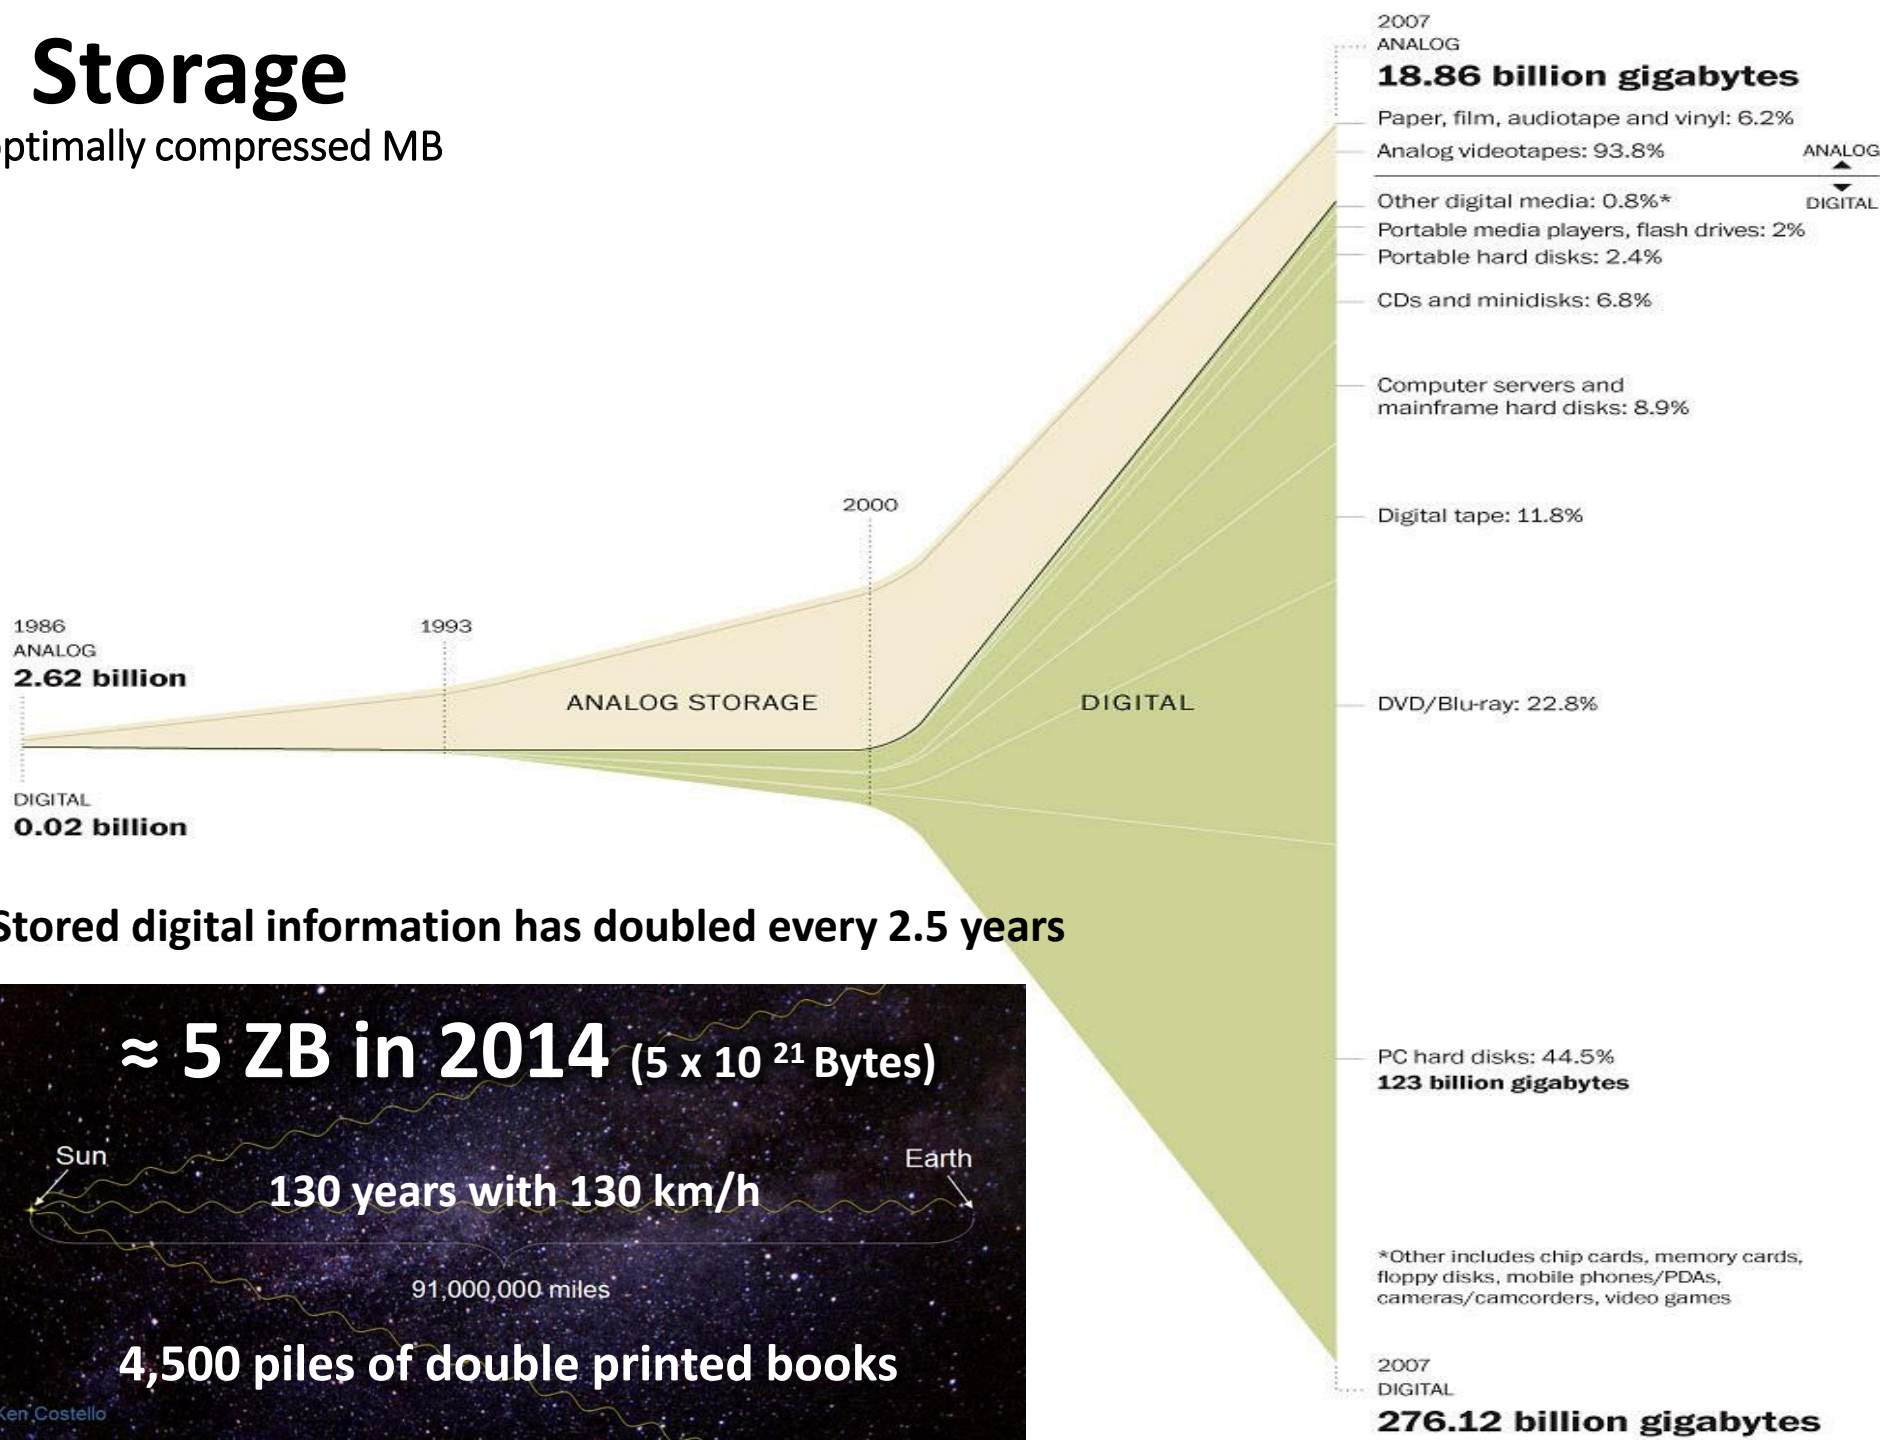 Storage
optimally compressed MB
2007
ANALOG
18.86 billion gigabytes
Paper, film, audiotape and vinyl: 6.2%
Analog videotapes: 93.8%
ANALOG
Other digital media: 0.8%*
DIGITAL
Portable media players, flash drives: 2%
Portable hard disks: 2.4%
CDs and minidisks: 6.8%
Computer servers and
mainframe hard disks: 8.9%
Digital tape: 11.8%
2000
1986
ANALOG
2.62 billion
1993
ANALOG STORAGE
DIGITAL
DVD/Blu-ray: 22.8%
DIGITAL
0.02 billion
Stored digital information has doubled every 2.5 years
≈ 5 ZB in 2014 (5 x 10 21 Bytes)
Sun
Earth
130 years with 130 km/h
91,000,000 miles
4,500 piles of double printed books
Ken Costello
PC hard disks: 44.5%
123 billion gigabytes
*Other includes chip cards, memory cards,
floppy disks, mobile phones/PDAs,
cameras/camcorders, video games
2007
DIGITAL
276.12 billion gigabytes